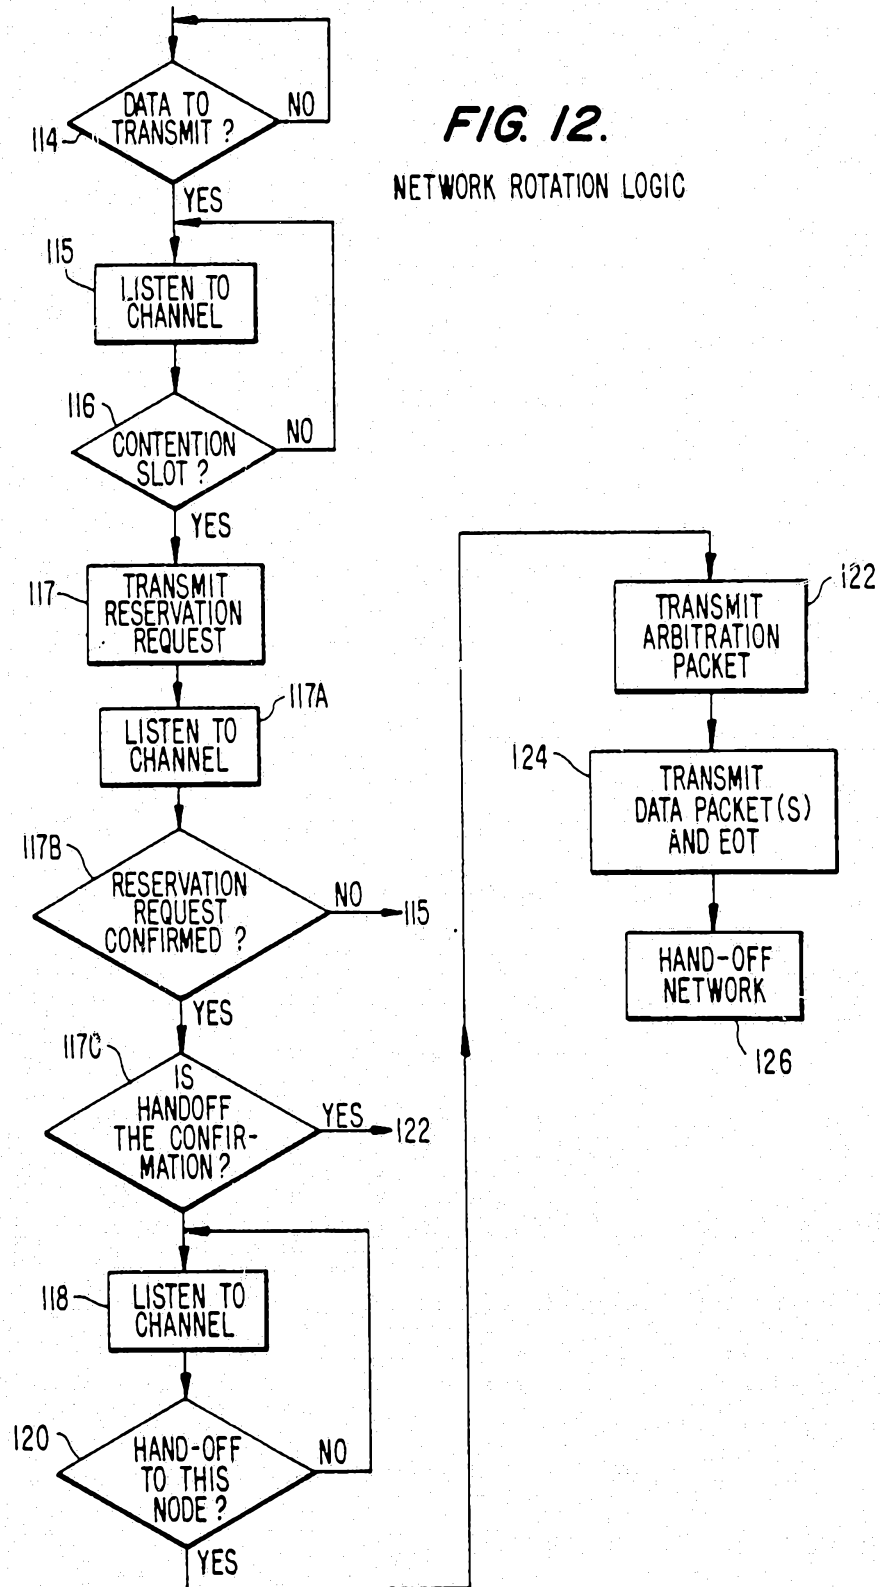 FIG. 12.
NETWORK ROTATION LOGIC
DATA TO
TRANSMIT ?
NO
114
YES
115
LISTEN TO
CHANNEL
116
CONTENTION
SLOT ?
NO
YES
117
TRANSMIT
RESERVATION
REQUEST
117A
LISTEN TO
CHANNEL
117B
RESERVATION
REQUEST
CONFIRMED ?
NO
115
YES
117C
IS
HANDOFF
THE CONFIR-
MATION ?
YES
122
118
LISTEN TO
CHANNEL
120
HAND-OFF
TO THIS
NODE ?
NO
YES
122
TRANSMIT
ARBITRATION
PACKET
124
TRANSMIT
DATA PACKET(S)
AND EOT
HAND-OFF
NETWORK
126